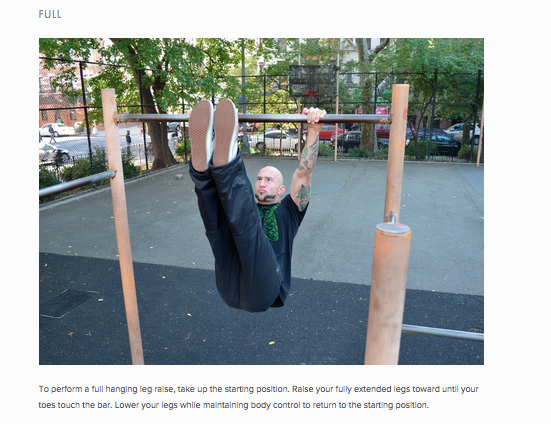 FULL
To perform a full hanging leg raise, take up the starting position. Raise your fully extended legs toward until your
toes touch the bar. Lower your legs while maintaining body control to return to the starting position.